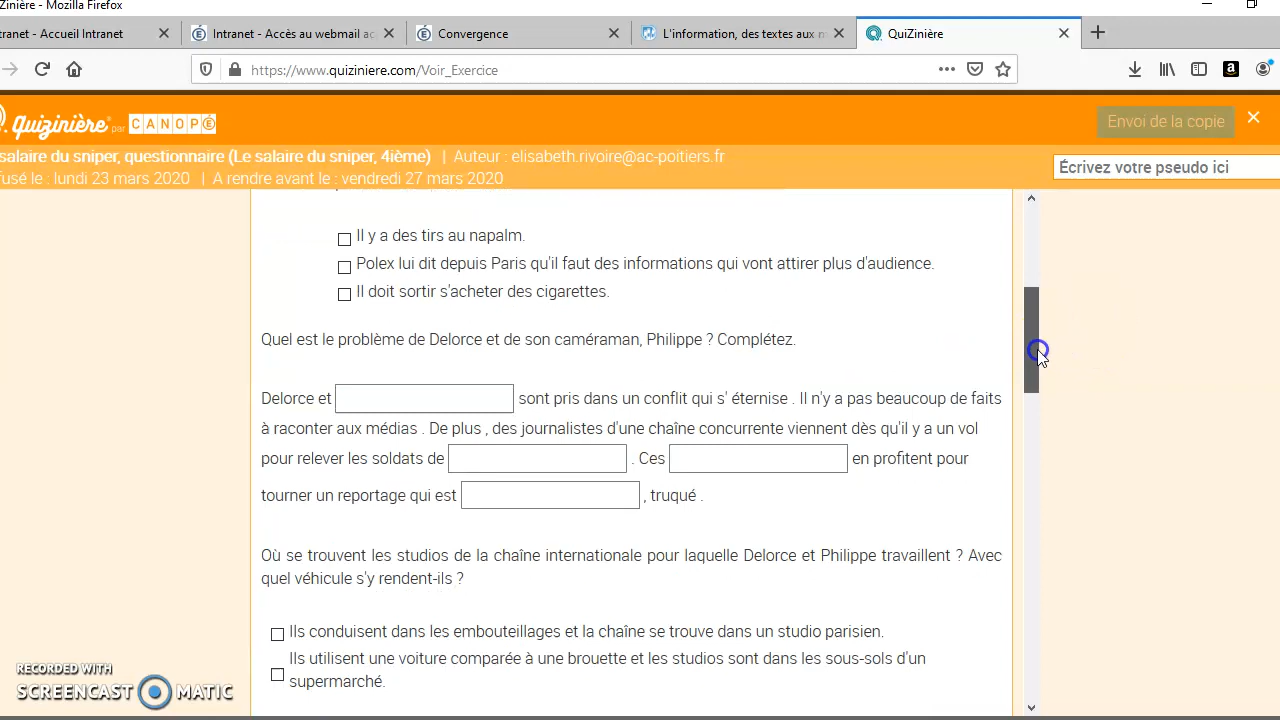 Zinière - Mozilla Firefox
tranet - Accueil Intranet
Intranet - Accès au webmail ac
Convergence
L'information, des textes aux m
QuiZinière
https://www.quiziniere.com/Voir_Exercice
Quizinière par CANOPÉ
Envoi de la copie
salaire du sniper, questionnaire (Le salaire du sniper, 4ième) | Auteur : elisabeth.rivoire@ac-poitiers.fr
fusé le : lundi 23 mars 2020 | A rendre avant le : vendredi 27 mars 2020
Écrivez votre pseudo ici
Il y a des tirs au napalm.
Polex lui dit depuis Paris qu'il faut des informations qui vont attirer plus d'audience.
Il doit sortir s'acheter des cigarettes.
Quel est le problème de Delorce et de son caméraman, Philippe ? Complétez.
Delorce et sont pris dans un conflit qui s' éternise . Il n'y a pas beaucoup de faits
à raconter aux médias . De plus , des journalistes d'une chaîne concurrente viennent dès qu'il y a un vol
pour relever les soldats de . Ces en profitent pour
tourner un reportage qui est , truqué .
Où se trouvent les studios de la chaîne internationale pour laquelle Delorce et Philippe travaillent ? Avec
quel véhicule s'y rendent-ils ?
Ils conduisent dans les embouteillages et la chaîne se trouve dans un studio parisien.
Ils utilisent une voiture comparée à une brouette et les studios sont dans les sous-sols d'un
supermarché.
RECORDED WITH
SCREENCAST MATIC